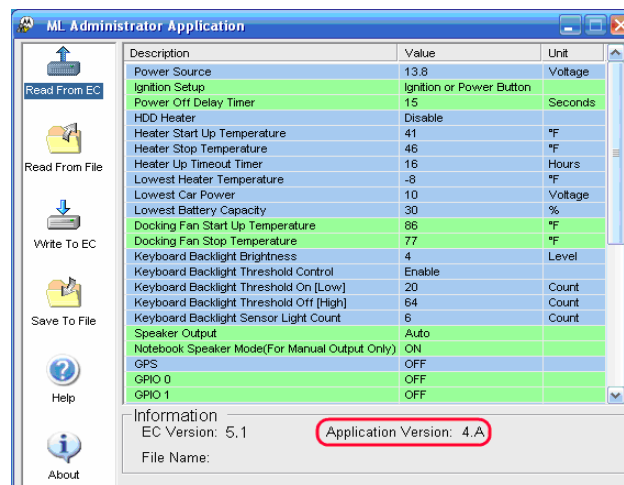 ML Administrator Application
Read From EC
Read From File
Write To EC
Save To File
Help
About
Description Value Unit
Power Source 13.8 Voltage
Ignition Setup Ignition or Power Button
Power Off Delay Timer 15 Seconds
HDD Heater Disable
Heater Start Up Temperature 41 °F
Heater Stop Temperature 46 °F
Heater Up Timeout Timer 16 Hours
Lowest Heater Temperature -8 °F
Lowest Car Power 10 Voltage
Lowest Battery Capacity 30 %
Docking Fan Start Up Temperature 86 °F
Docking Fan Stop Temperature 77 °F
Keyboard Backlight Brightness 4 Level
Keyboard Backlight Threshold Control Enable
Keyboard Backlight Threshold On [Low] 20 Count
Keyboard Backlight Threshold Off [High] 64 Count
Keyboard Backlight Sensor Light Count 6 Count
Speaker Output Auto
Notebook Speaker Mode(For Manual Output Only) ON
GPS OFF
GPIO 0 OFF
GPIO 1 OFF
Information
EC Version: 5.1 Application Version: 4.A
File Name: